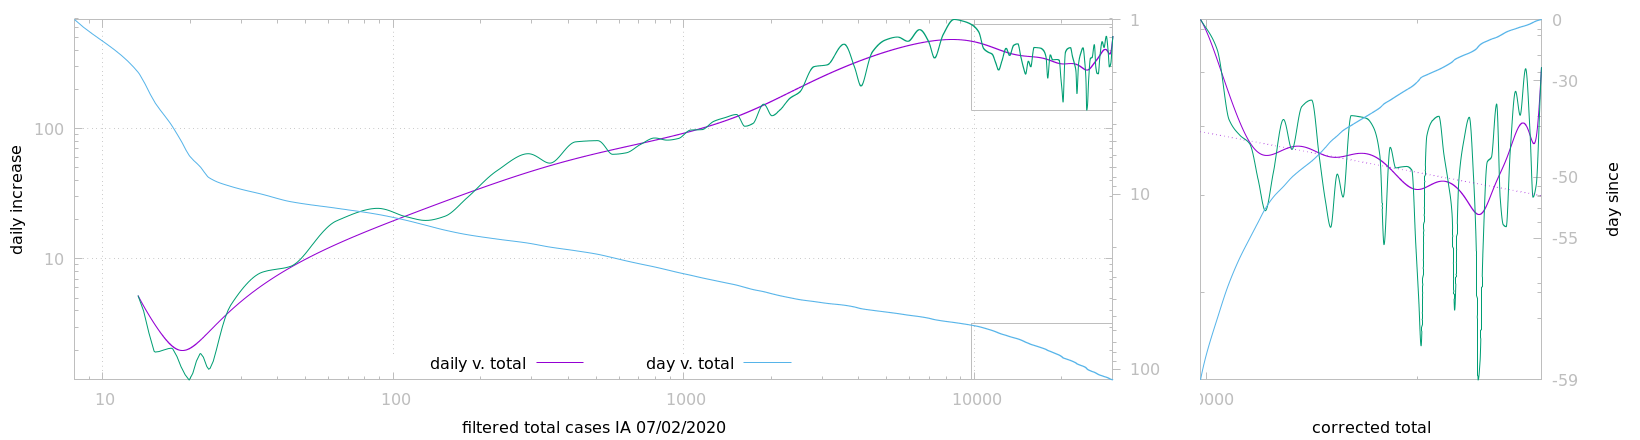 daily increase
100
10
10
100
1000
10000
1
10
100
daily v. total
day v. total
filtered total cases IA 07/02/2020
0000
corrected total
0
-30
-50
-55
-59
day since